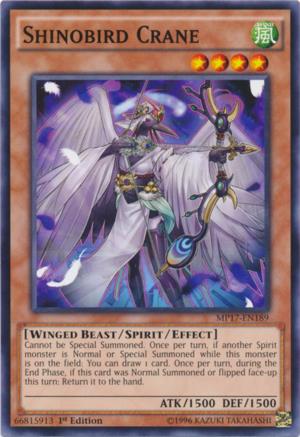 SHINOBIRD CRANE
風
MP17-EN189
[WINGED BEAST/SPIRIT/EFFECT]
Cannot be Special Summoned. Once per turn, if another Spirit
monster is Normal or Special Summoned while this monster
is on the field: You can draw 1 card. Once per turn, during the
End Phase, if this card was Normal Summoned or flipped face-up
this turn: Return it to the hand.
ATK/1500 DEF/1500
66815913 1st Edition ©1996 KAZUKI TAKAHASHI